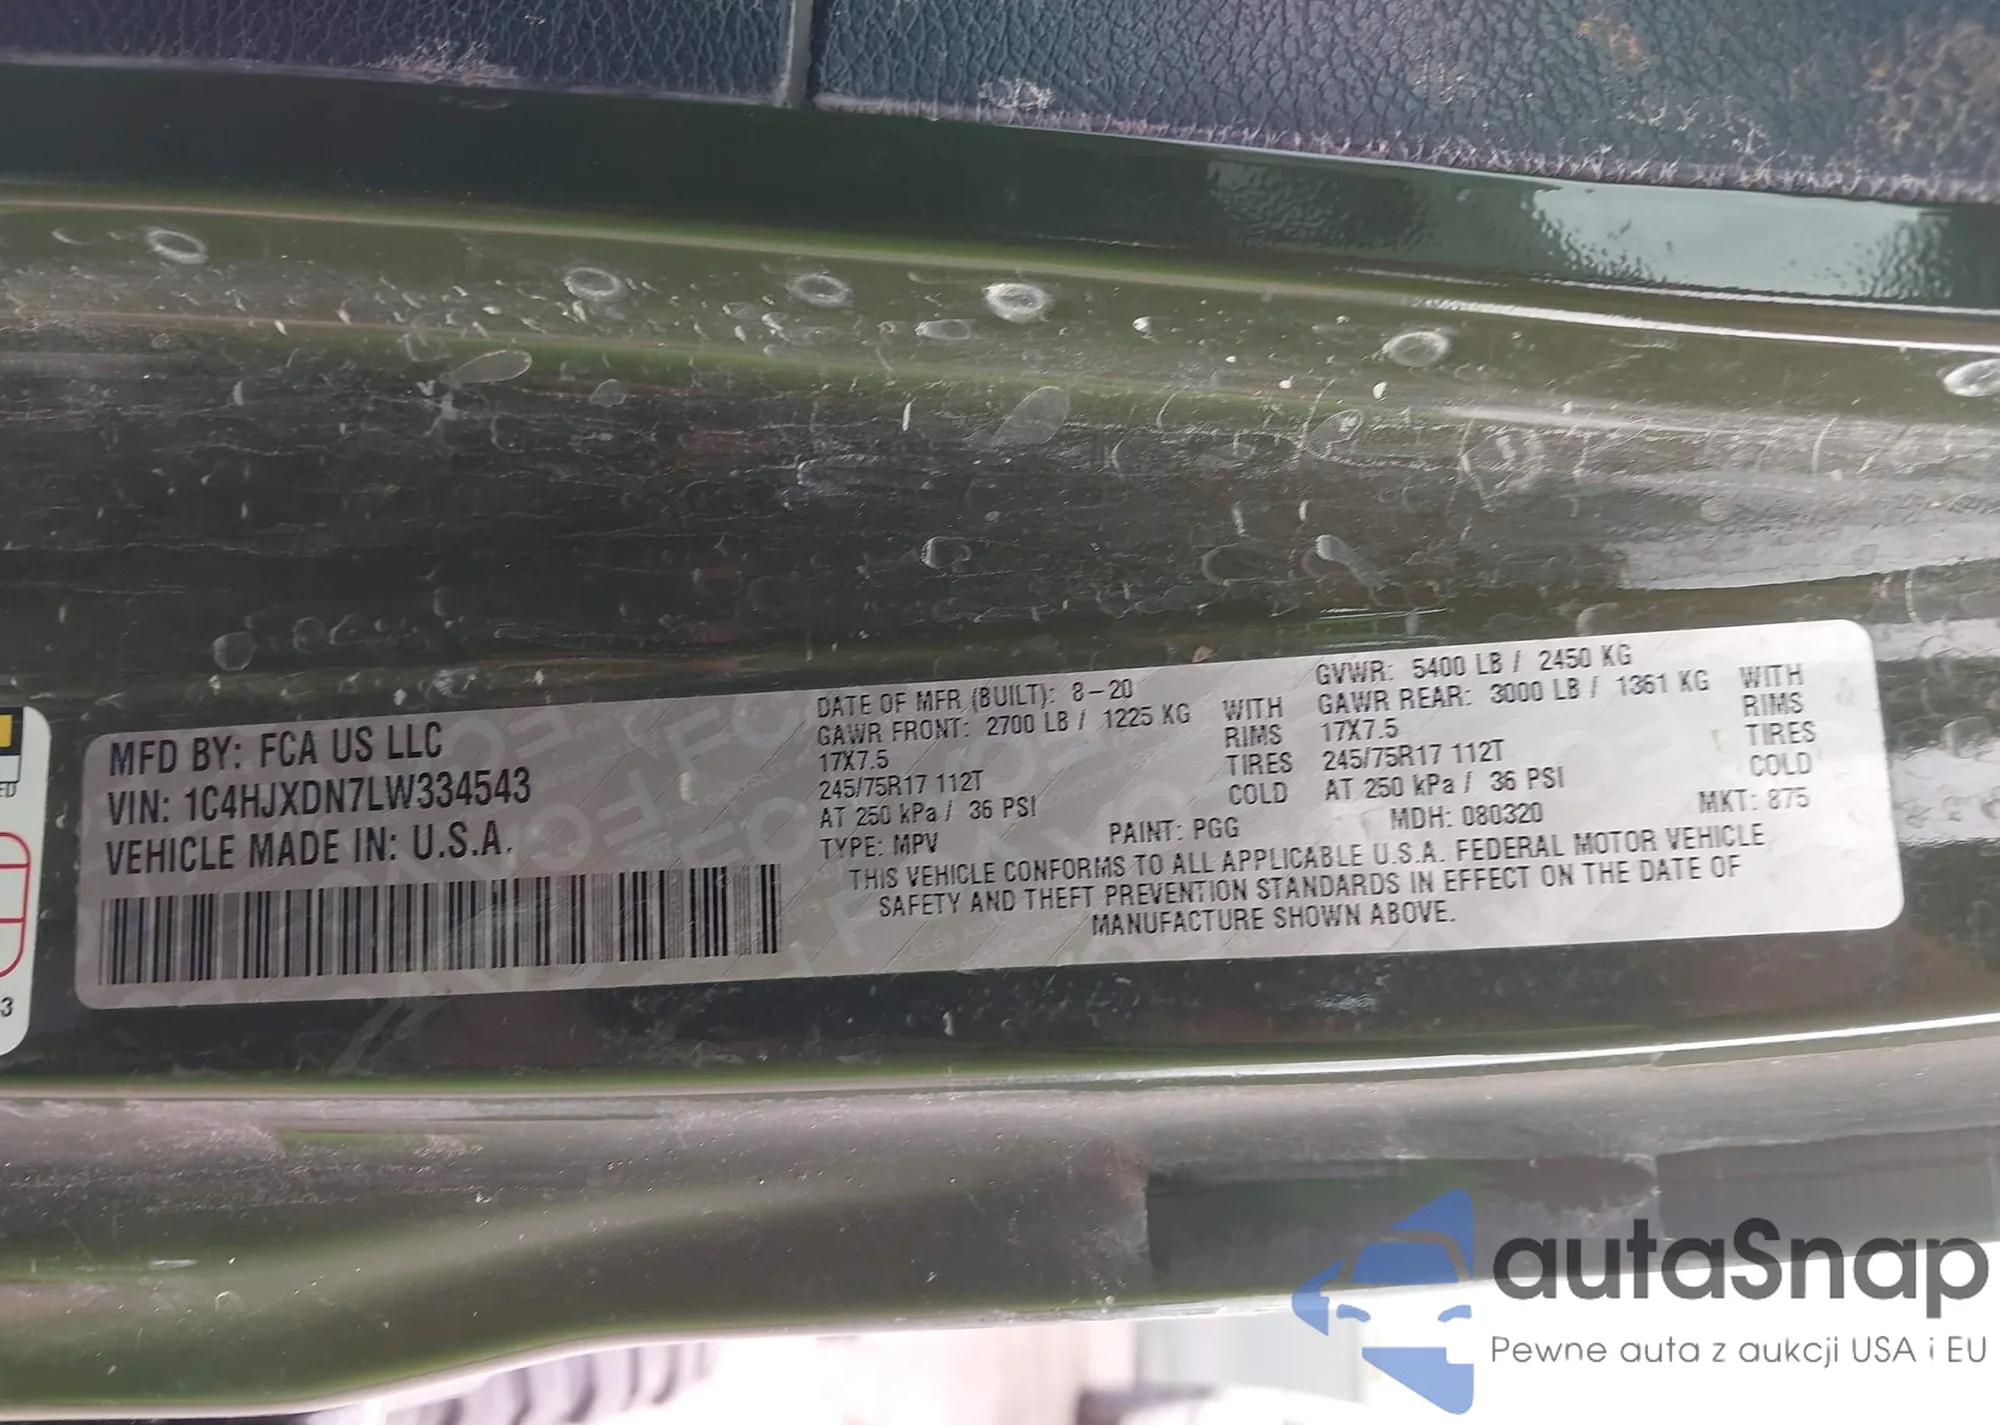 MFD BY: FCA US LLC
VIN: 1C4HJXDN7LW334543
VEHICLE MADE IN: U.S.A.
DATE OF MFR (BUILT): 8-20
GAWR FRONT: 2700 LB / 1225 KG WITH
17X7.5 RIMS
245/75R17 112T TIRES
AT 250 kPa / 36 PSI COLD
GVWR: 5400 LB / 2450 KG
GAWR REAR: 3000 LB / 1361 KG WITH
17X7.5 RIMS
245/75R17 112T TIRES
AT 250 kPa / 36 PSI COLD
TYPE: MPV PAINT: PGG MDH: 080320 MKT: 875
THIS VEHICLE CONFORMS TO ALL APPLICABLE U.S.A. FEDERAL MOTOR VEHICLE
SAFETY AND THEFT PREVENTION STANDARDS IN EFFECT ON THE DATE OF
MANUFACTURE SHOWN ABOVE.
autaSnap
Pewne auta z aukcji USA i EU